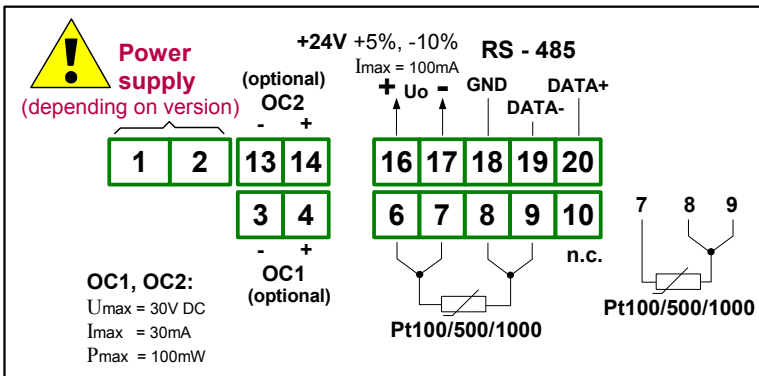 Power
supply
(depending on version)
(optional)
OC2
- +
+24V +5%, -10%
Imax = 100mA
+ Uo -
RS - 485
GND
DATA-
DATA+
1 2 13 14 16 17 18 19 20
3 4 6 7 8 9 10
- +
OC1
(optional)
n.c.
Pt100/500/1000
7 8 9
Pt100/500/1000
OC1, OC2:
Umax = 30V DC
Imax = 30mA
Pmax = 100mW